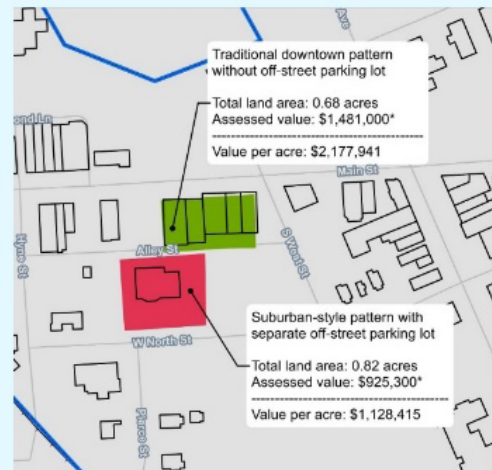 Ave
Traditional downtown pattern
without off-street parking lot
Total land area: 0.68 acres
Assessed value: $1,481,000*
Value per acre: $2,177,941
ond Ln
Main St
S West St
Alley St
W North St
Pierce St
Suburban-style pattern with
separate off-street parking lot
Total land area: 0.82 acres
Assessed value: $925,300*
Value per acre: $1,128,415